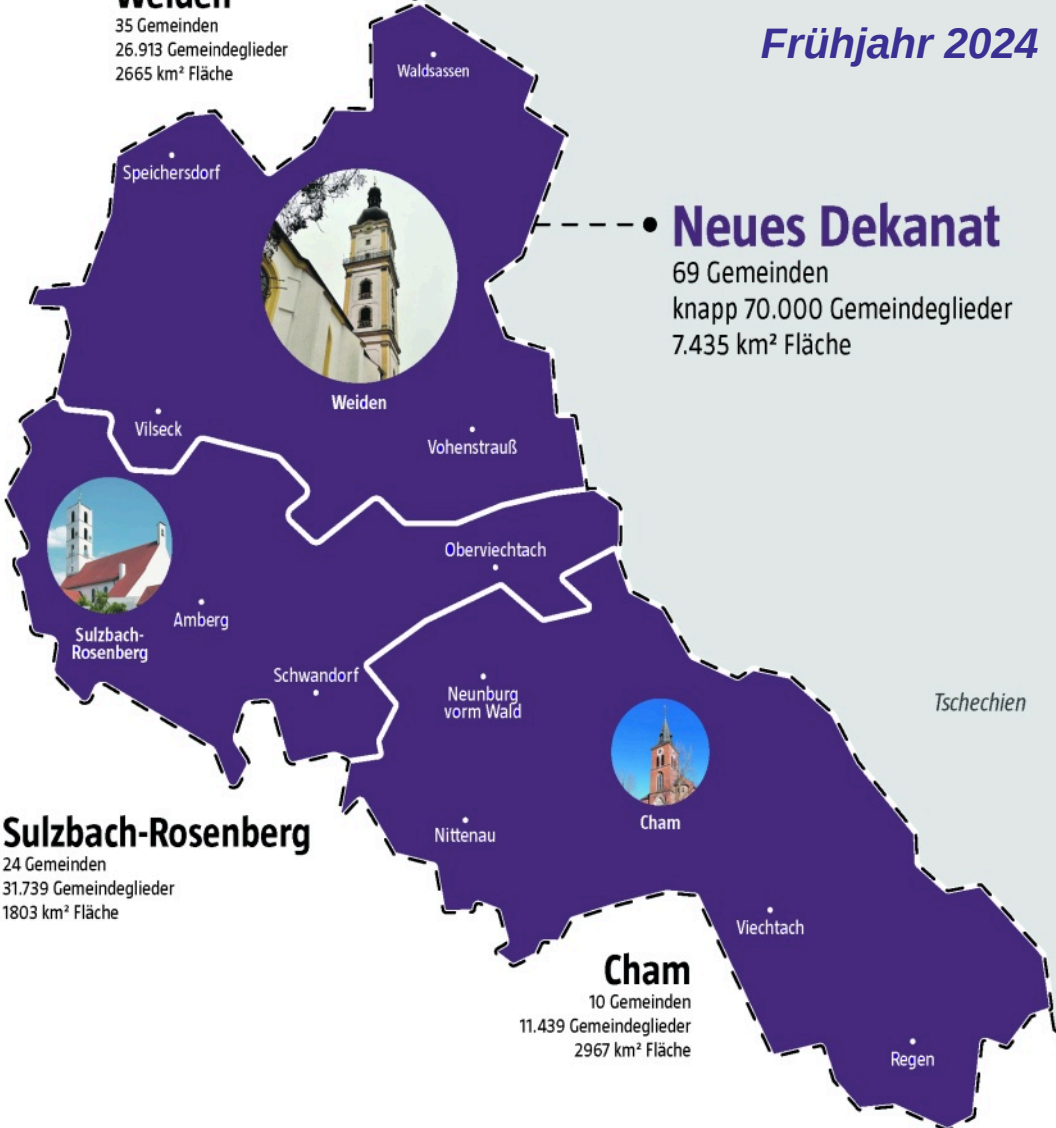 Weiden
35 Gemeinden
26.913 Gemeindeglieder
2665 km² Fläche
Frühjahr 2024
Waldsassen
Speichersdorf
Neues Dekanat
69 Gemeinden
knapp 70.000 Gemeindeglieder
7.435 km² Fläche
Weiden
Vilseck
Vohenstrauß
Oberviechtach
Amberg
Sulzbach-
Rosenberg
Schwandorf
Neunburg
vorm Wald
Tschechien
Cham
Nittenau
Sulzbach-Rosenberg
24 Gemeinden
31.739 Gemeindeglieder
1803 km² Fläche
Viechtach
Cham
10 Gemeinden
11.439 Gemeindeglieder
2967 km² Fläche
Regen